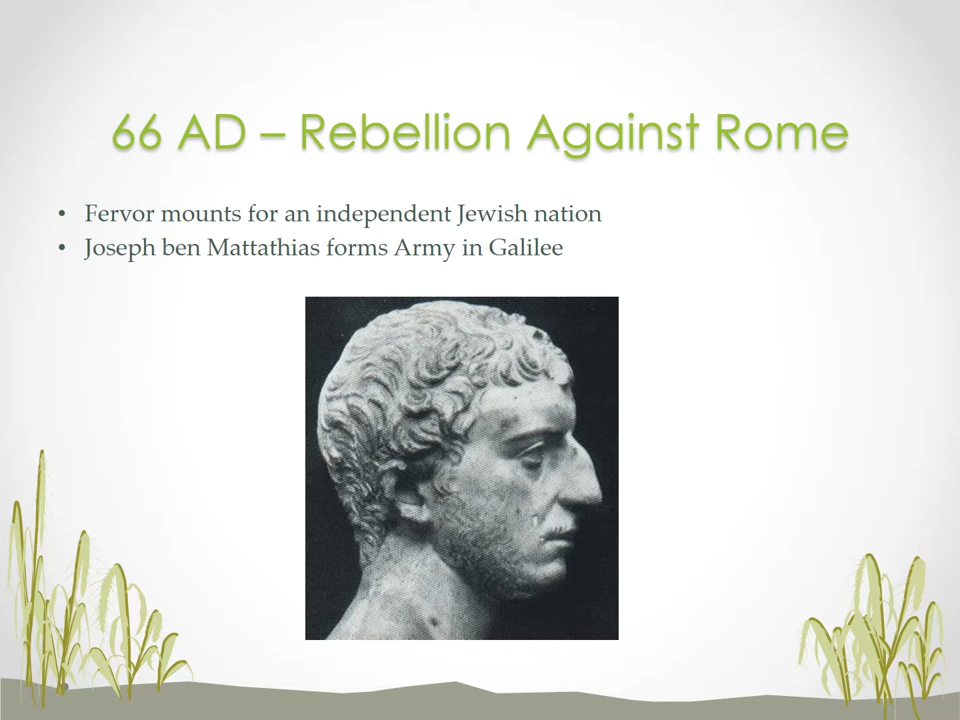 66 AD – Rebellion Against Rome
• Fervor mounts for an independent Jewish nation
• Joseph ben Mattathias forms Army in Galilee